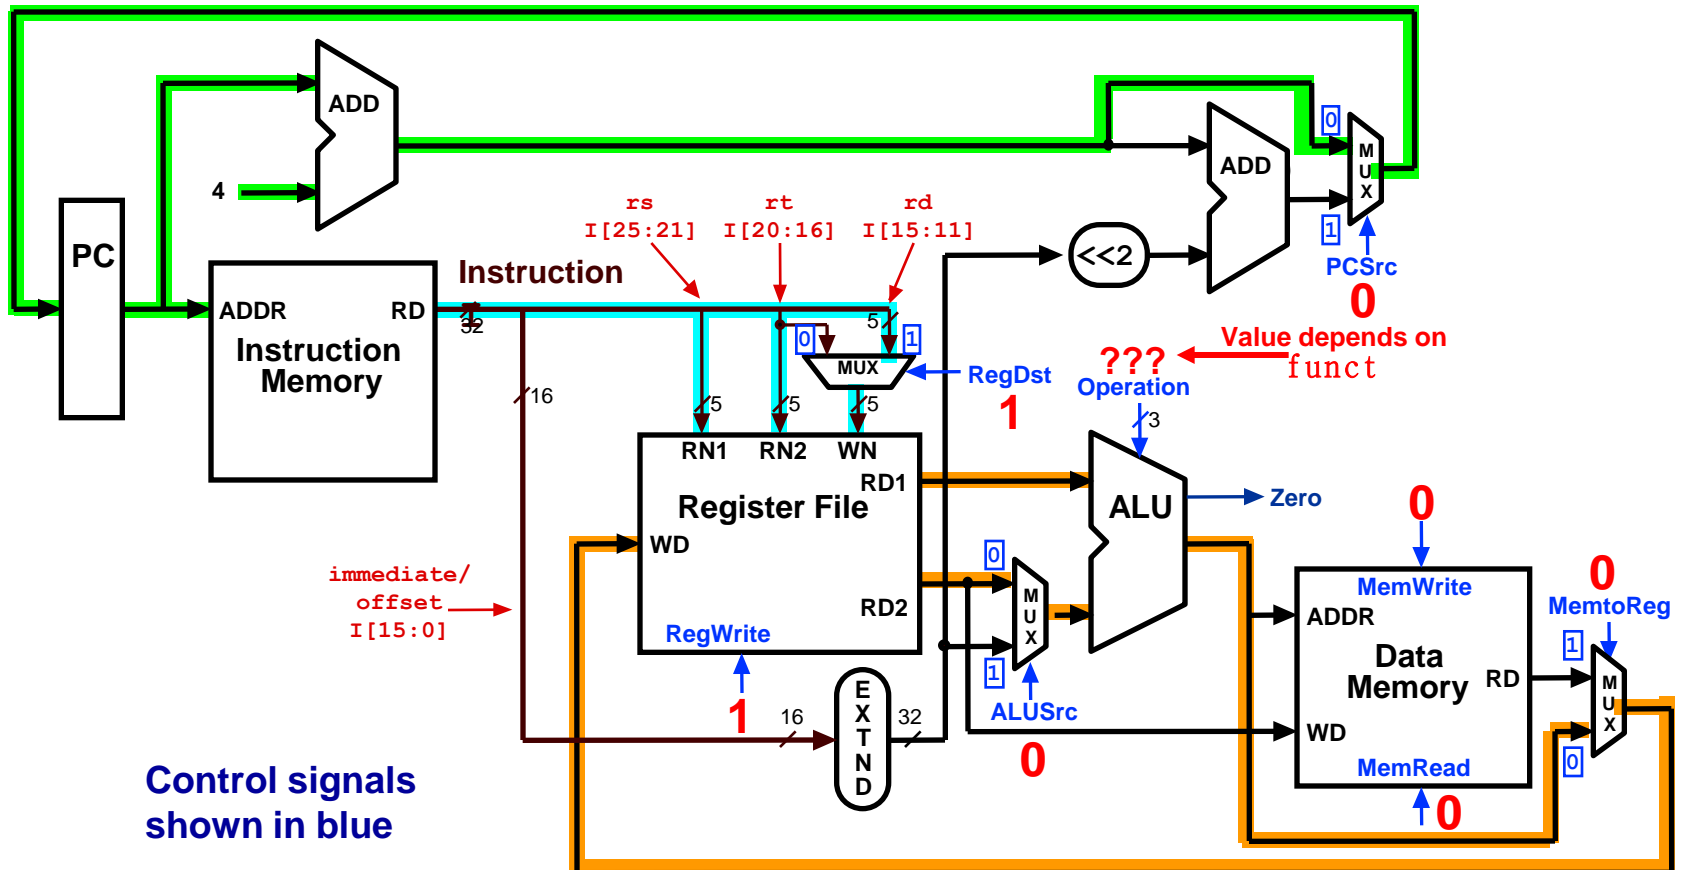 ADD
4
PC
ADDR
RD
Instruction
Memory
Instruction
32
16
rs
I[25:21]
rt
I[20:16]
rd
I[15:11]
5
0
1
MUX
RegDst
1
5
5
5
RN1
RN2
WN
RD1
Register File
WD
RD2
RegWrite
1
immediate/
offset
I[15:0]
16
E
X
T
N
D
32
0
M
U
X
1
ALUSrc
0
<<2
ADD
0
M
U
X
1
PCSrc
0
Value depends on
funct
???
Operation
3
ALU
Zero
0
MemWrite
ADDR
Data
Memory
RD
WD
MemRead
0
0
MemtoReg
1
M
U
X
0
Control signals
shown in blue